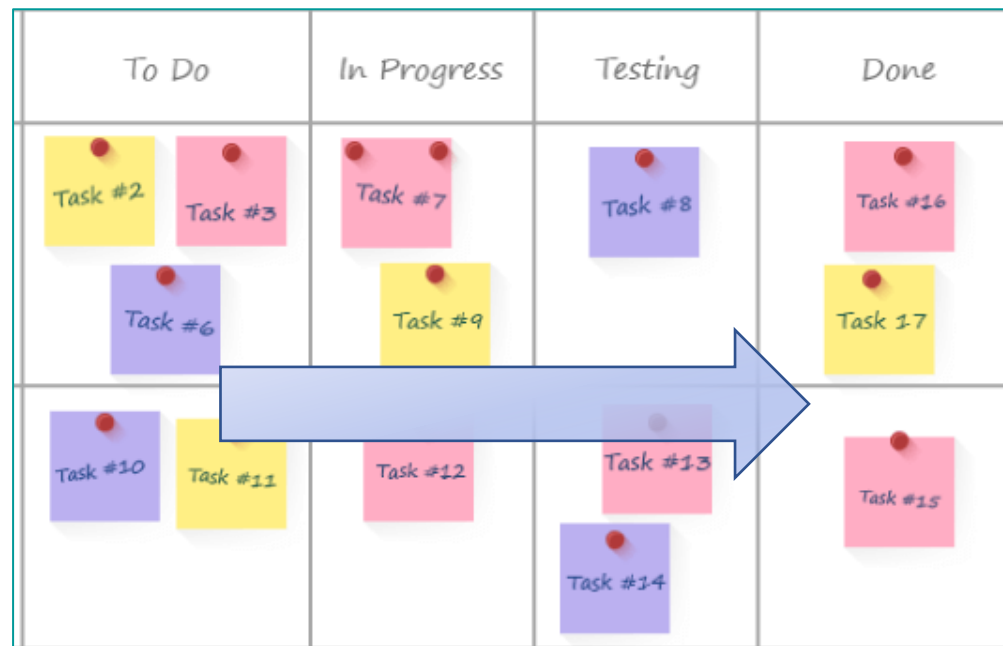 To Do
In Progress
Testing
Done
Task #2
Task #3
Task #7
Task #8
Task #16
Task #6
Task #9
Task 17
Task #10
Task #11
Task #12
Task #13
Task #15
Task #14